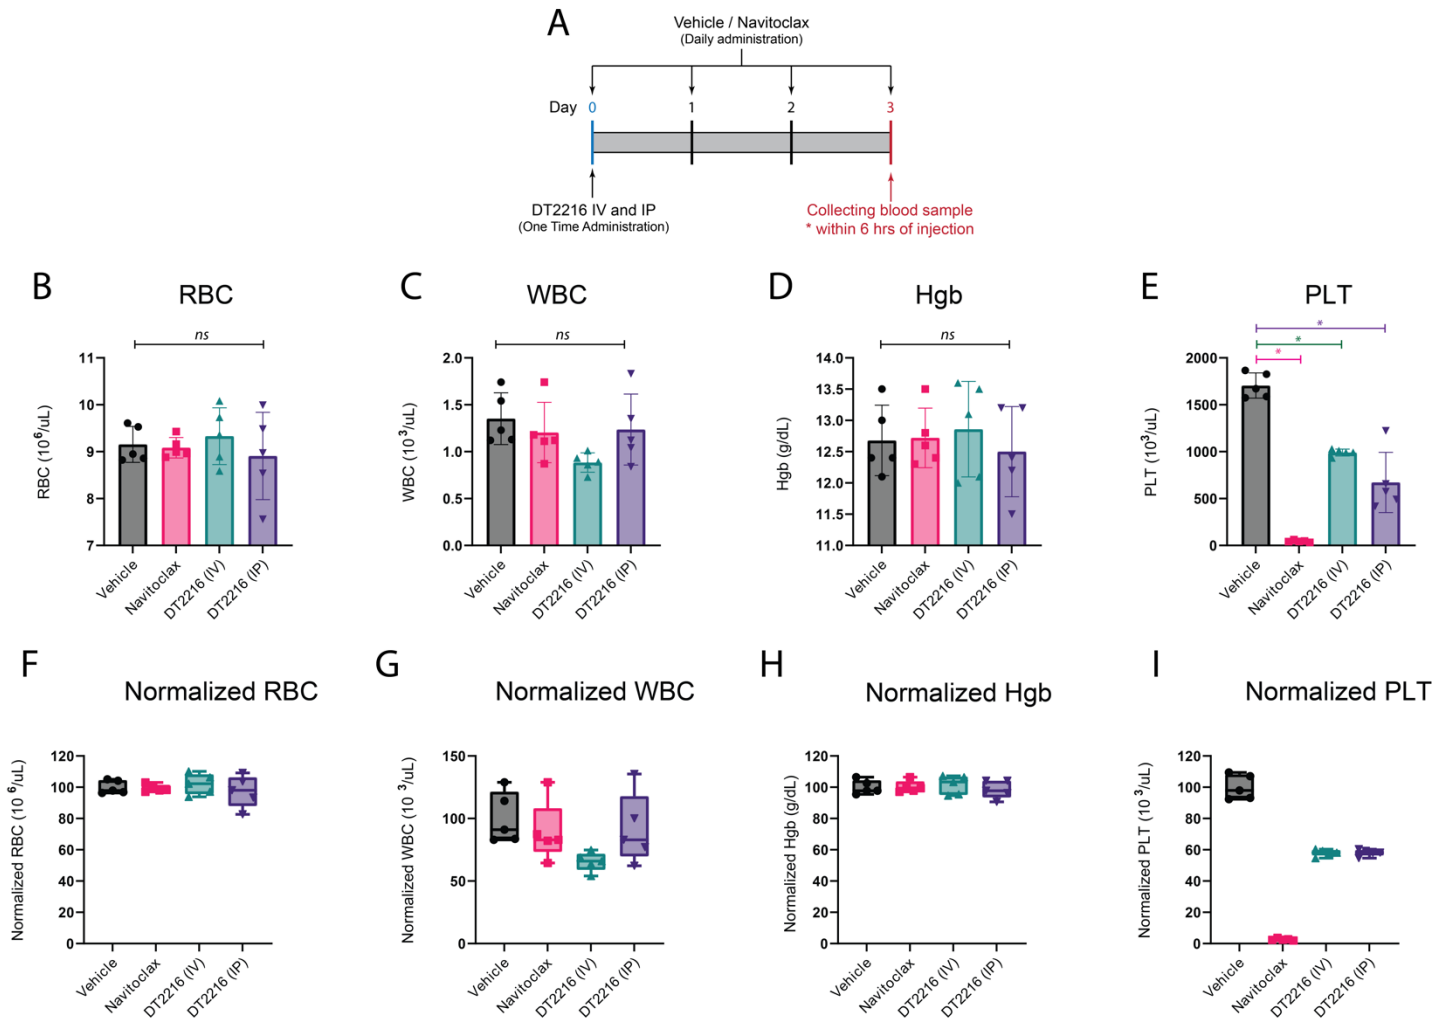 A
Vehicle / Navitoclax
(Daily administration)
Day 0 1 2 3
DT2216 IV and IP
(One Time Administration)
Collecting blood sample
* within 6 hrs of injection
B
RBC
ns
RBC (10 6/uL)
11
10
9
8
7
Vehicle
Navitoclax
DT2216 (IV)
DT2216 (IP)
C
WBC
ns
WBC (10 3/uL)
2.0
1.5
1.0
0.5
0.0
Vehicle
Navitoclax
DT2216 (IV)
DT2216 (IP)
D
Hgb
ns
Hgb (g/dL)
14.0
13.5
13.0
12.5
12.0
11.5
11.0
Vehicle
Navitoclax
DT2216 (IV)
DT2216 (IP)
E
PLT
*
*
*
PLT (10 3/uL)
2000
1500
1000
500
0
Vehicle
Navitoclax
DT2216 (IV)
DT2216 (IP)
F
Normalized RBC
Normalized RBC (10 6/uL)
120
100
80
60
40
20
0
Vehicle
Navitoclax
DT2216 (IV)
DT2216 (IP)
G
Normalized WBC
Normalized WBC (10 3/uL)
150
100
50
0
Vehicle
Navitoclax
DT2216 (IV)
DT2216 (IP)
H
Normalized Hgb
Normalized Hgb (g/dL)
120
100
80
60
40
20
0
Vehicle
Navitoclax
DT2216 (IV)
DT2216 (IP)
I
Normalized PLT
Normalized PLT (10 3/uL)
120
100
80
60
40
20
0
Vehicle
Navitoclax
DT2216 (IV)
DT2216 (IP)